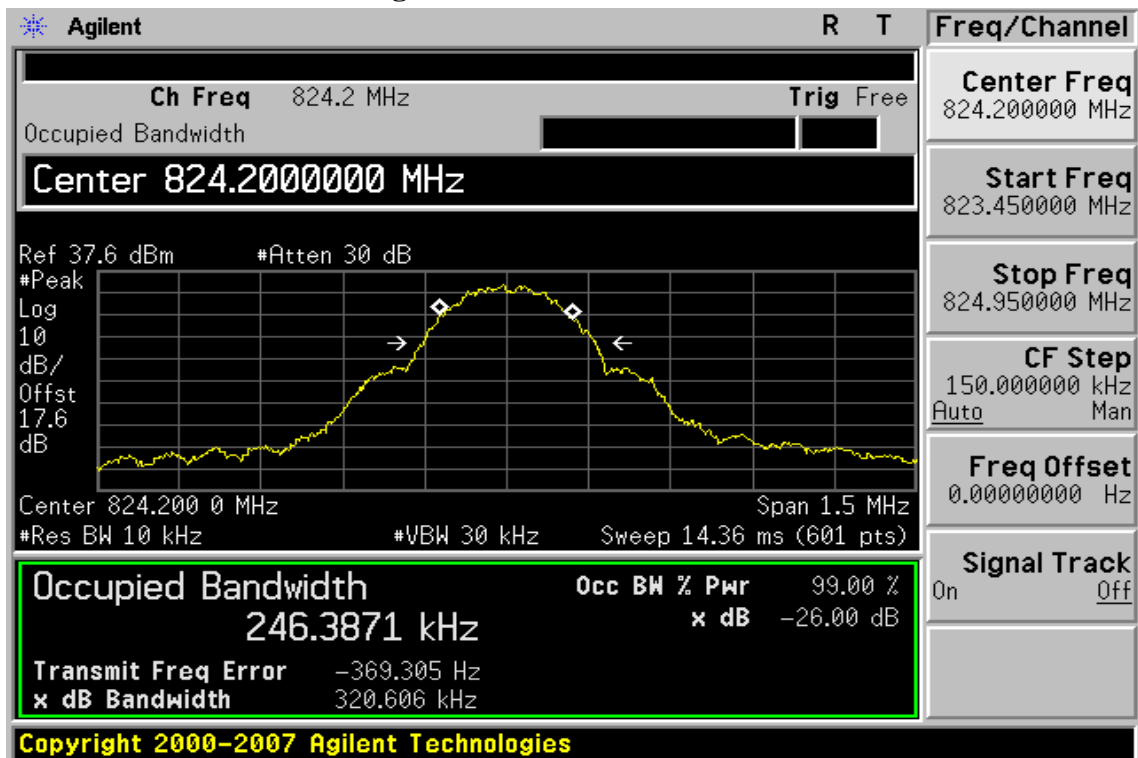 Agilent R T
Ch Freq 824.2 MHz Trig Free
Occupied Bandwidth
Center 824.2000000 MHz
Ref 37.6 dBm #Atten 30 dB
#Peak
Log
10
dB/
Offst
17.6
dB
Center 824.200 0 MHz Span 1.5 MHz
#Res BW 10 kHz #VBW 30 kHz Sweep 14.36 ms (601 pts)
Occupied Bandwidth Occ BW % Pwr 99.00 %
246.3871 kHz x dB -26.00 dB
Transmit Freq Error -369.305 Hz
x dB Bandwidth 320.606 kHz
Copyright 2000-2007 Agilent Technologies
Freq/Channel
Center Freq
824.200000 MHz
Start Freq
823.450000 MHz
Stop Freq
824.950000 MHz
CF Step
150.000000 kHz
Auto Man
Freq Offset
0.00000000 Hz
Signal Track
On Off